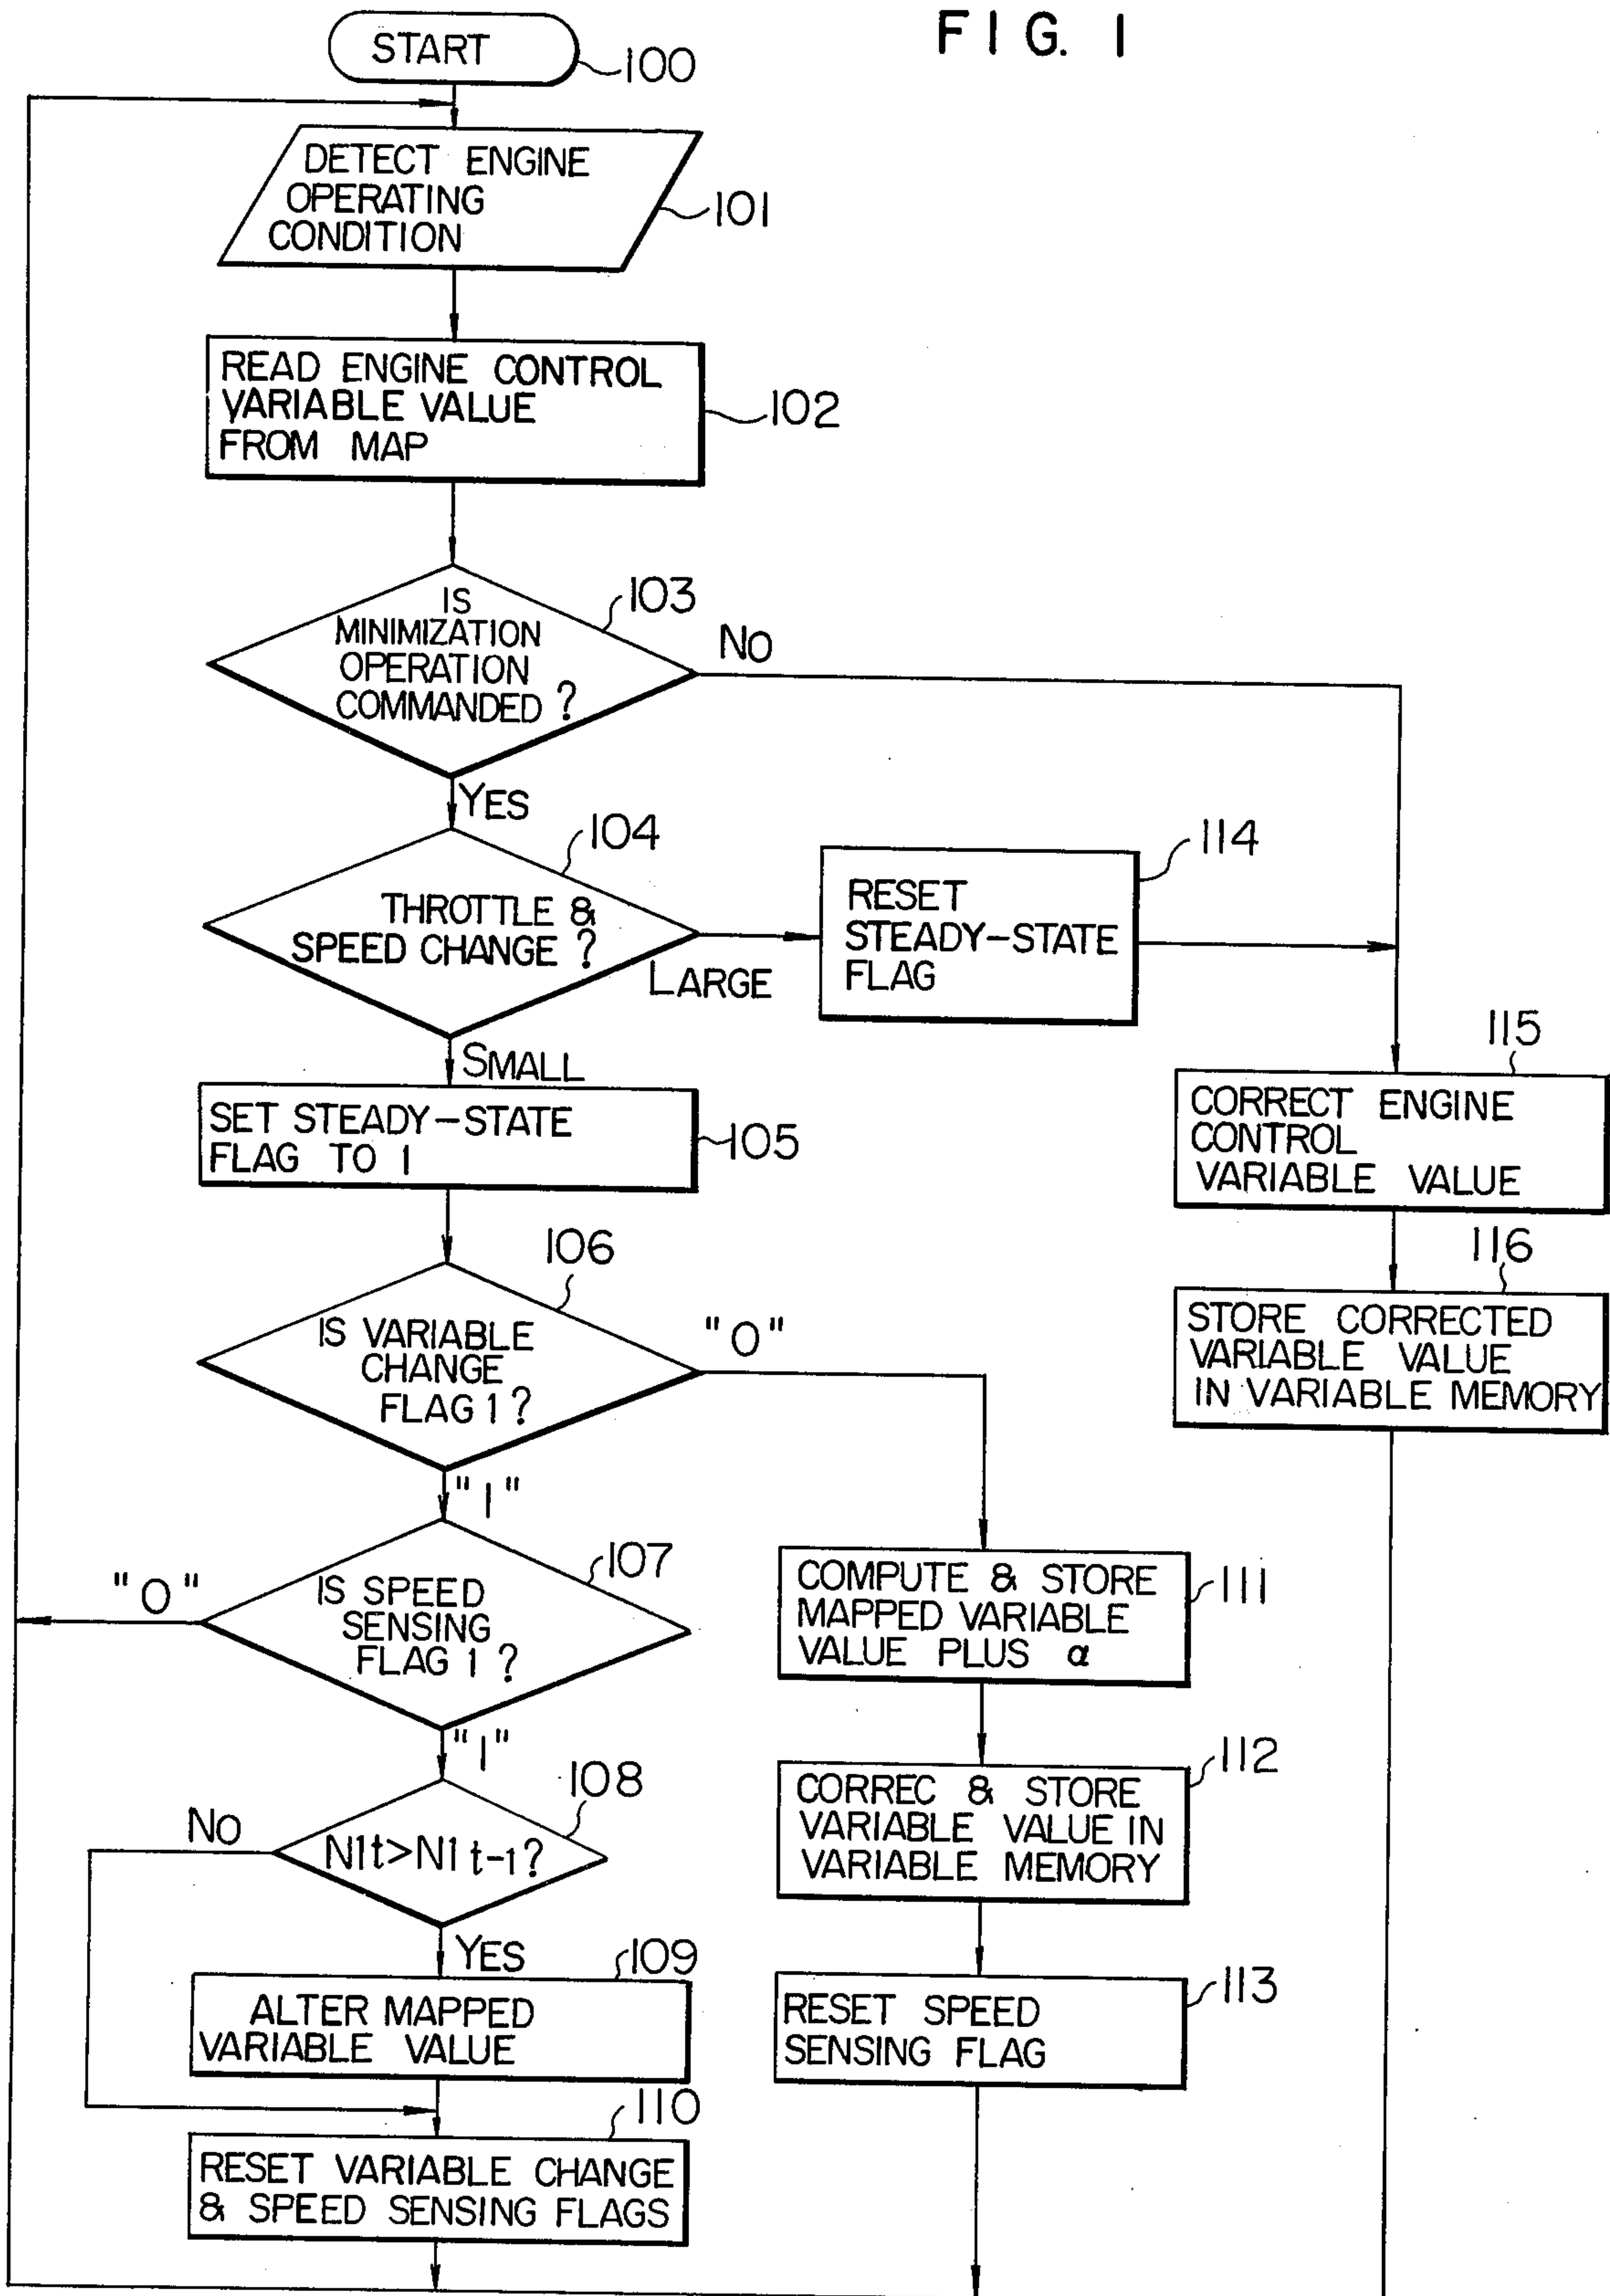 FIG. 1
START
100
DETECT ENGINE
OPERATING
CONDITION
101
READ ENGINE CONTROL
VARIABLE VALUE
FROM MAP
102
IS
MINIMIZATION
OPERATION
COMMANDED ?
103
NO
YES
THROTTLE &
SPEED CHANGE ?
104
LARGE
SMALL
RESET
STEADY-STATE
FLAG
114
SET STEADY-STATE
FLAG TO 1
105
CORRECT ENGINE
CONTROL
VARIABLE VALUE
115
STORE CORRECTED
VARIABLE VALUE
IN VARIABLE MEMORY
116
IS VARIABLE
CHANGE
FLAG 1 ?
106
"0"
"1"
IS SPEED
SENSING
FLAG 1 ?
107
"0"
"1"
COMPUTE & STORE
MAPPED VARIABLE
VALUE PLUS α
111
CORREC & STORE
VARIABLE VALUE IN
VARIABLE MEMORY
112
N1t>N1t-1?
108
NO
YES
ALTER MAPPED
VARIABLE VALUE
109
RESET SPEED
SENSING FLAG
113
RESET VARIABLE CHANGE
& SPEED SENSING FLAGS
110